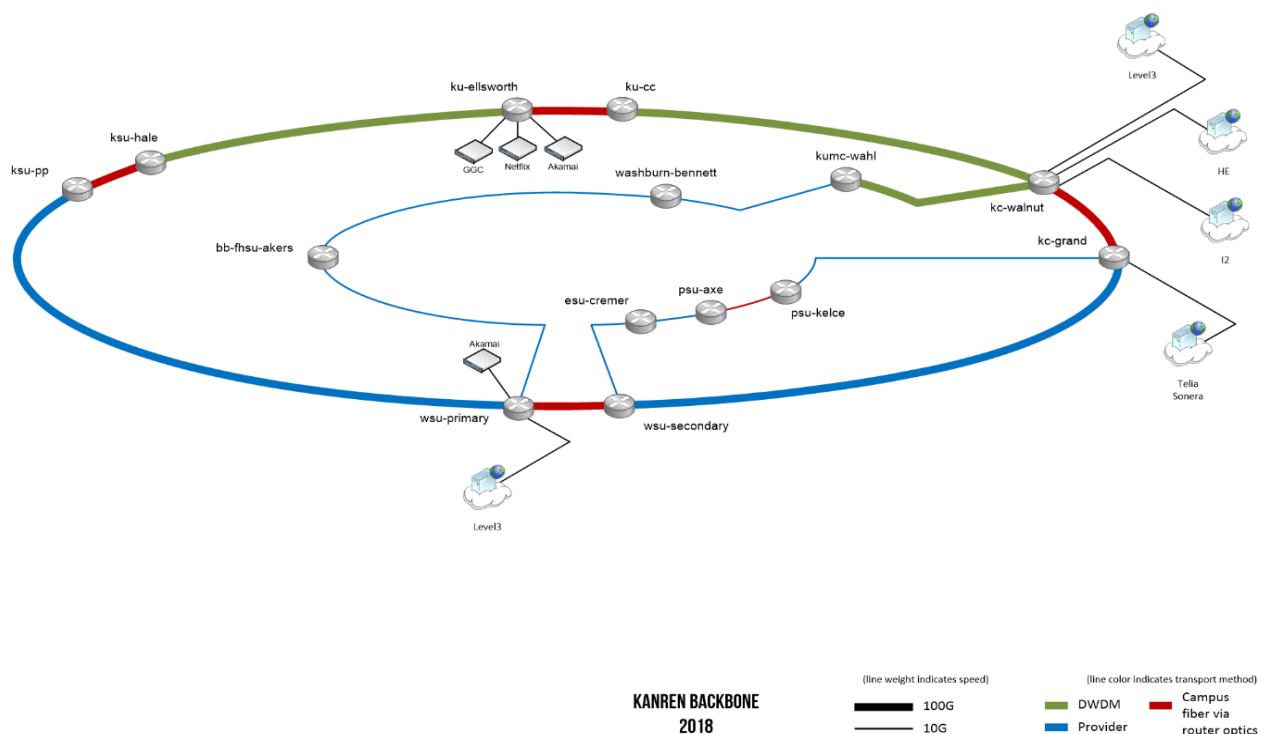 Level3
ku-ellsworth
ku-cc
ksu-hale
GGC
Netflix
Akamai
kumc-wahl
HE
ksu-pp
washburn-bennett
kc-walnut
bb-fhsu-akers
kc-grand
I2
psu-axe
esu-cremer
psu-kelce
Akamai
Telia
Sonera
wsu-primary
wsu-secondary
Level3
(line weight indicates speed)
(line color indicates transport method)
KANREN BACKBONE
2018
100G
10G
DWDM
Provider
Campus
fiber via
router optics